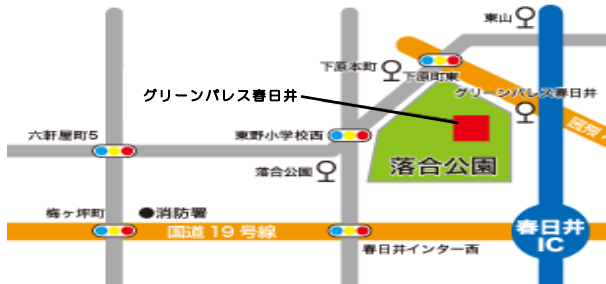 東山
下原本町
下原町東
グリーンパレス春日井
グリーンパレス春日井
六軒屋町5
東野小学校西
落合公園
落合公園
梅ヶ坪町
●消防署
国道19号線
春日井インター西
春日井
IC